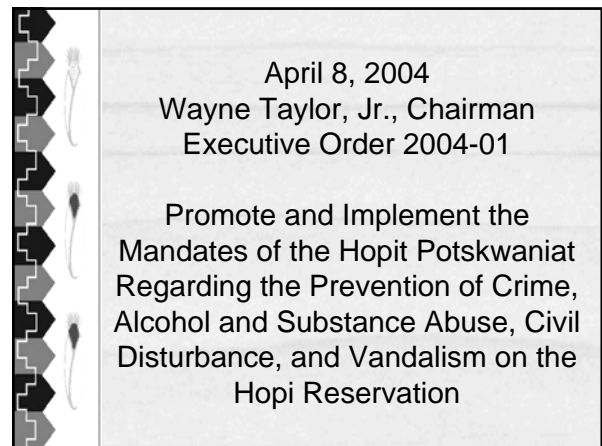 April 8, 2004
Wayne Taylor, Jr., Chairman
Executive Order 2004-01
Promote and Implement the
Mandates of the Hopit Potskwaniat
Regarding the Prevention of Crime,
Alcohol and Substance Abuse, Civil
Disturbance, and Vandalism on the
Hopi Reservation